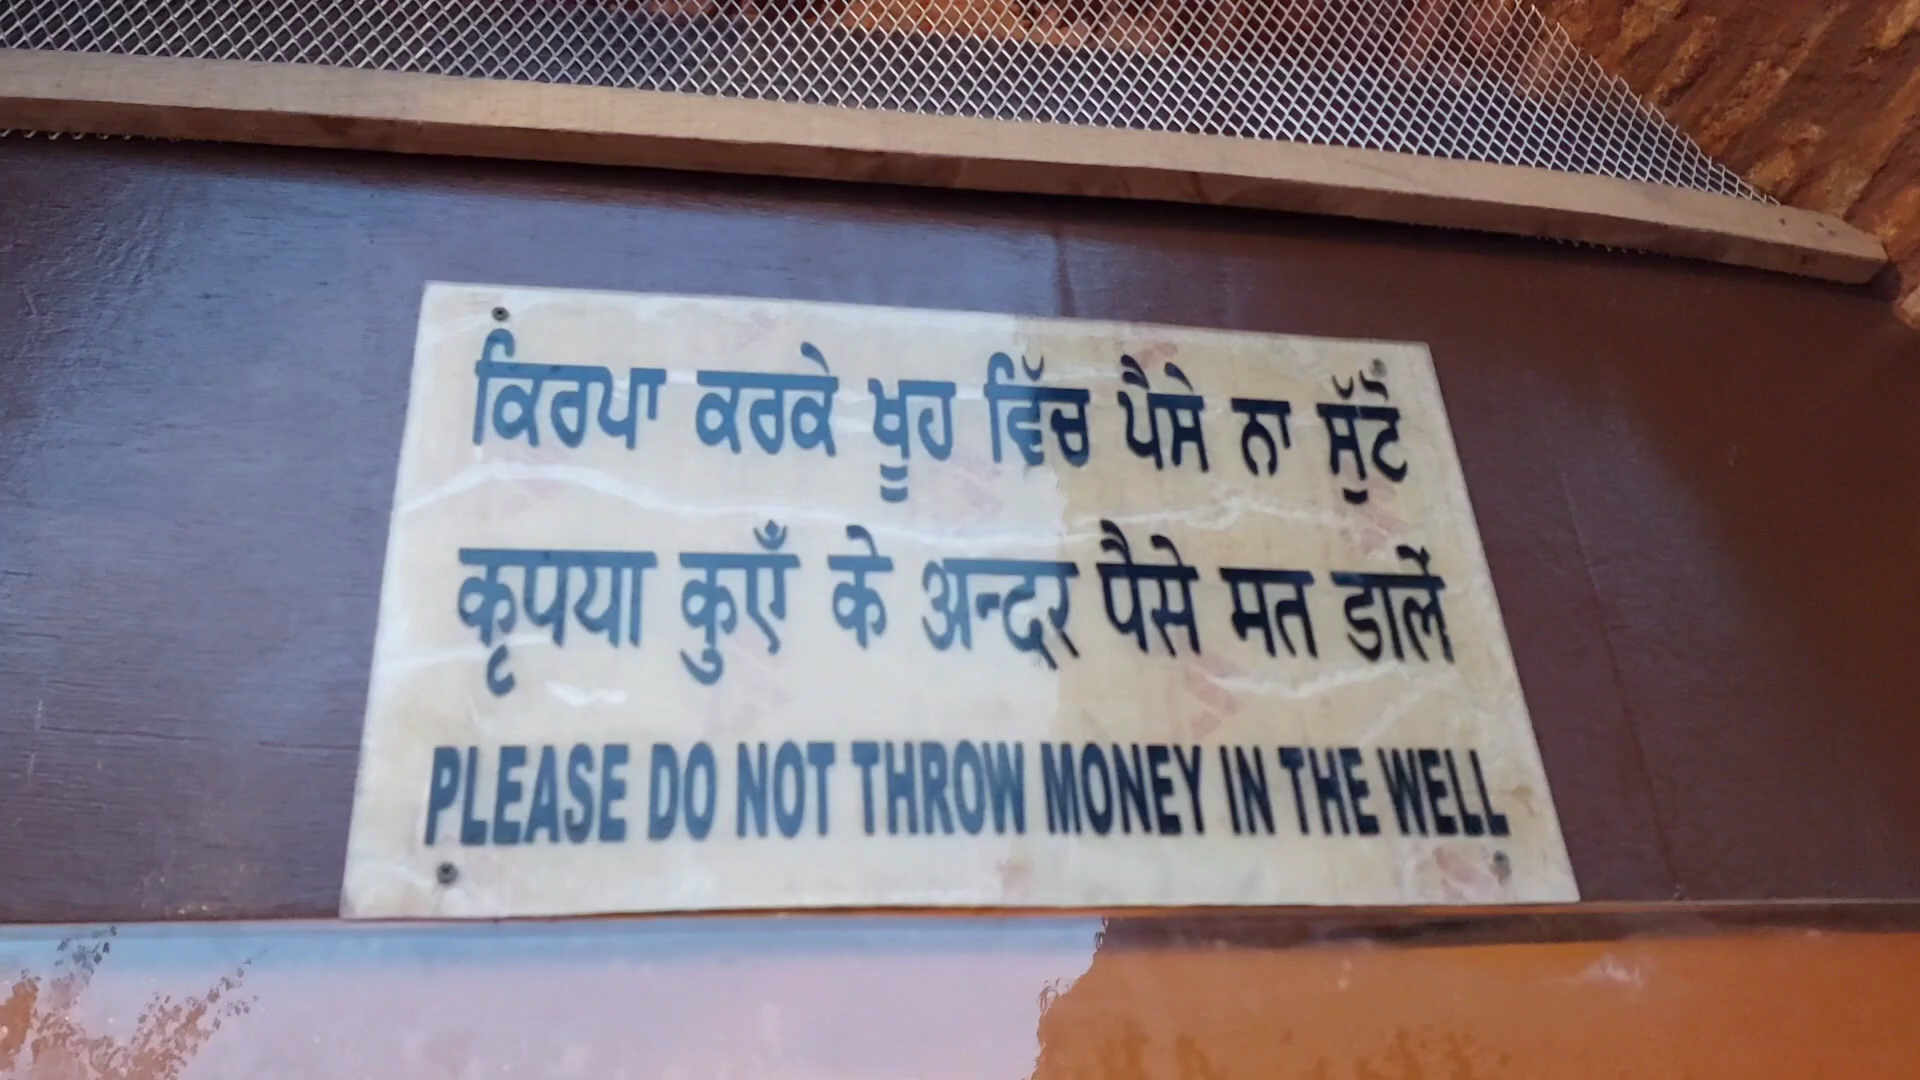 ਕਿਰਪਾ ਕਰਕੇ ਖੂਹ ਵਿੱਚ ਪੈਸੇ ਨਾ ਸੁੱਟੋ
कृपया कुएँ के अन्दर पैसे मत डालें
PLEASE DO NOT THROW MONEY IN THE WELL